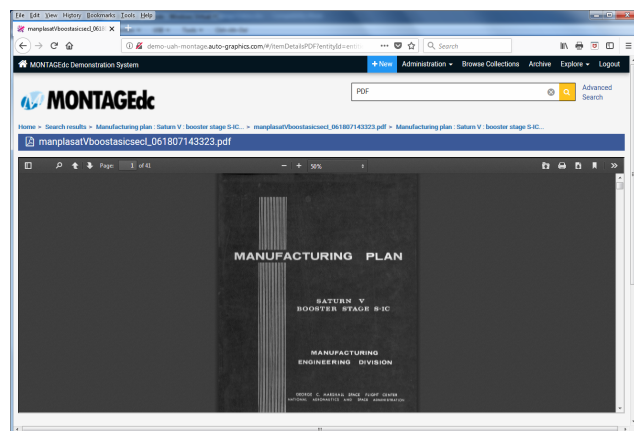 File Edit View History Bookmarks Tools Help
manplasatVboostasicsecl_0618
demo-uah-montage.auto-graphics.com/#/itemDetailsPDF?entityId=entit
Search
MONTAGEdc Demonstration System
+ New Administration Browse Collections Archive Explore Logout
MONTAGEdc
PDF
Advanced Search
Home > Search results > Manufacturing plan : Saturn V : booster stage S-IC... > manplasatVboostasicsecl_061807143323.pdf > Manufacturing plan : Saturn V : booster stage S-IC...
manplasatVboostasicsecl_061807143323.pdf
Page: 1 of 41
50%
MANUFACTURING PLAN
SATURN V
BOOSTER STAGE S-IC
MANUFACTURING
ENGINEERING DIVISION
GEORGE C. MARSHALL SPACE FLIGHT CENTER
NATIONAL AERONAUTICS AND SPACE ADMINISTRATION